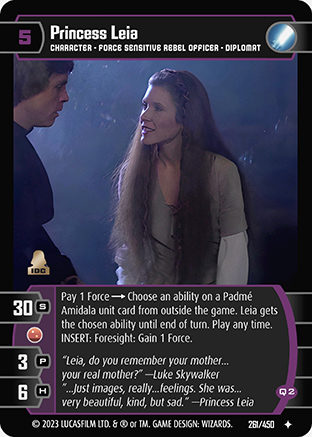 5
Princess Leia
CHARACTER - FORCE SENSITIVE REBEL OFFICER - DIPLOMAT
IDC
30 S
3 P
6 H
Pay 1 Force → Choose an ability on a Padmé
Amidala unit card from outside the game. Leia gets
the chosen ability until end of turn. Play any time.
INSERT: Foresight: Gain 1 Force.
“Leia, do you remember your mother...
your real mother?” —Luke Skywalker
“...Just images, really...feelings. She was...
very beautiful, kind, but sad.” —Princess Leia
Q2
© 2023 LUCASFILM LTD. & ® or TM. GAME DESIGN: WIZARDS.
261/450